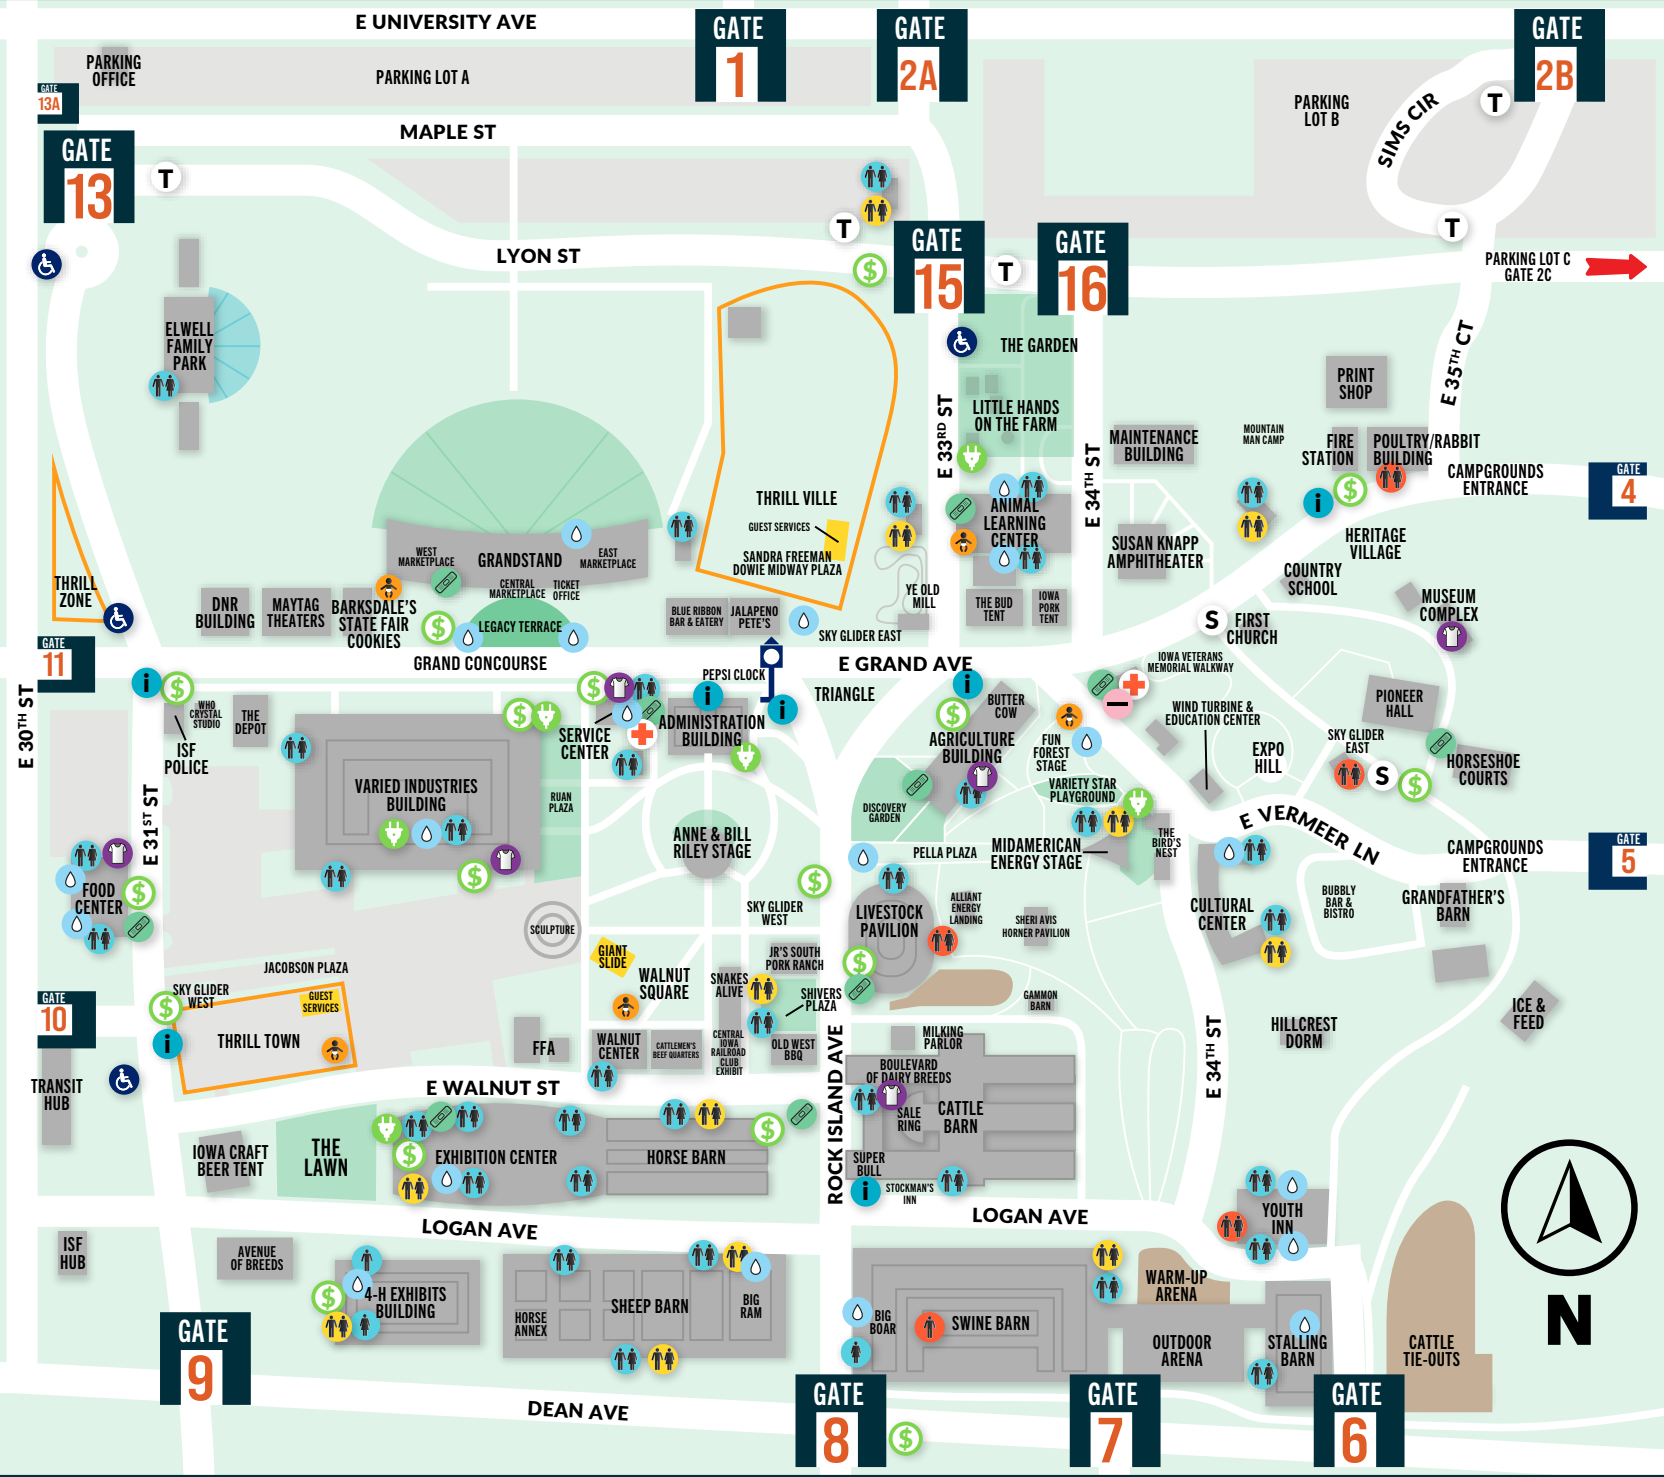 E UNIVERSITY AVE
GATE
1
GATE
2A
GATE
2B
PARKING
OFFICE
PARKING LOT A
PARKING
LOT B
SIMS CIR
T
GATE
13A
MAPLE ST
GATE
13
T
T
T
LYON ST
GATE
15
T
GATE
16
PARKING LOT C
GATE 2C
$
ELWELL
FAMILY
PARK
THE GARDEN
E 35TH CT
PRINT
SHOP
LITTLE HANDS
ON THE FARM
E 33RD ST
E 34TH ST
MAINTENANCE
BUILDING
MOUNTAIN
MAN CAMP
FIRE
STATION
POULTRY/RABBIT
BUILDING
CAMPGROUNDS
ENTRANCE
GATE
4
i
$
THRILL VILLE
GUEST SERVICES
SANDRA FREEMAN
DOWIE MIDWAY PLAZA
ANIMAL
LEARNING
CENTER
SUSAN KNAPP
AMPHITHEATER
HERITAGE
VILLAGE
COUNTRY
SCHOOL
MUSEUM
COMPLEX
WEST
MARKETPLACE
GRANDSTAND
EAST
MARKETPLACE
CENTRAL
MARKETPLACE
TICKET
OFFICE
THRILL
ZONE
DNR
BUILDING
MAYTAG
THEATERS
BARKSDALE'S
STATE FAIR
COOKIES
$
LEGACY TERRACE
BLUE RIBBON
BAR & EATERY
JALAPENO
PETE'S
YE OLD
MILL
THE BUD
TENT
IOWA
PORK
TENT
S
FIRST
CHURCH
SKY GLIDER EAST
GATE
11
GRAND CONCOURSE
E GRAND AVE
IOWA VETERANS
MEMORIAL WALKWAY
E 30TH ST
i
$
WHO
CRYSTAL
STUDIO
THE
DEPOT
ISF
POLICE
$
$
SERVICE
CENTER
PEPSI CLOCK
i
ADMINISTRATION
BUILDING
i
TRIANGLE
i
$
BUTTER
COW
AGRICULTURE
BUILDING
FUN
FOREST
STAGE
WIND TURBINE &
EDUCATION CENTER
PIONEER
HALL
EXPO
HILL
SKY GLIDER
EAST
S
$
HORSESHOE
COURTS
E 31ST ST
VARIED INDUSTRIES
BUILDING
$
RUAN
PLAZA
ANNE & BILL
RILEY STAGE
DISCOVERY
GARDEN
VARIETY STAR
PLAYGROUND
PELLA PLAZA
MIDAMERICAN
ENERGY STAGE
THE
BIRD'S
NEST
E VERMEER LN
CAMPGROUNDS
ENTRANCE
GATE
5
FOOD
CENTER
$
$
SKY GLIDER
WEST
SCULPTURE
LIVESTOCK
PAVILION
$
ALLIANT
ENERGY
LANDING
SHERI AVIS
HORNER PAVILION
CULTURAL
CENTER
BUBBLY
BAR &
BISTRO
GRANDFATHER'S
BARN
JACOBSON PLAZA
GIANT
SLIDE
WALNUT
SQUARE
SNAKES
ALIVE
JR'S SOUTH
PORK RANCH
SHIVERS
PLAZA
GAMMON
BARN
ICE &
FEED
GATE
10
$
SKY GLIDER
WEST
GUEST
SERVICES
i
THRILL TOWN
FFA
WALNUT
CENTER
CATTLEMEN'S
BEEF QUARTERS
CENTRAL
IOWA
RAILROAD
CLUB
EXHIBIT
OLD WEST
BBQ
ROCK ISLAND AVE
MILKING
PARLOR
BOULEVARD
OF DAIRY BREEDS
SALE
RING
CATTLE
BARN
HILLCREST
DORM
E 34TH ST
TRANSIT
HUB
E WALNUT ST
IOWA CRAFT
BEER TENT
THE
LAWN
$
EXHIBITION CENTER
HORSE BARN
$
SUPER
BULL
i
STOCKMAN'S
INN
LOGAN AVE
LOGAN AVE
YOUTH
INN
ISF
HUB
AVENUE
OF BREEDS
$
4-H EXHIBITS
BUILDING
HORSE
ANNEX
SHEEP BARN
BIG
RAM
BIG
BOAR
SWINE BARN
WARM-UP
ARENA
OUTDOOR
ARENA
STALLING
BARN
CATTLE
TIE-OUTS
N
GATE
9
DEAN AVE
GATE
8
$
GATE
7
GATE
6